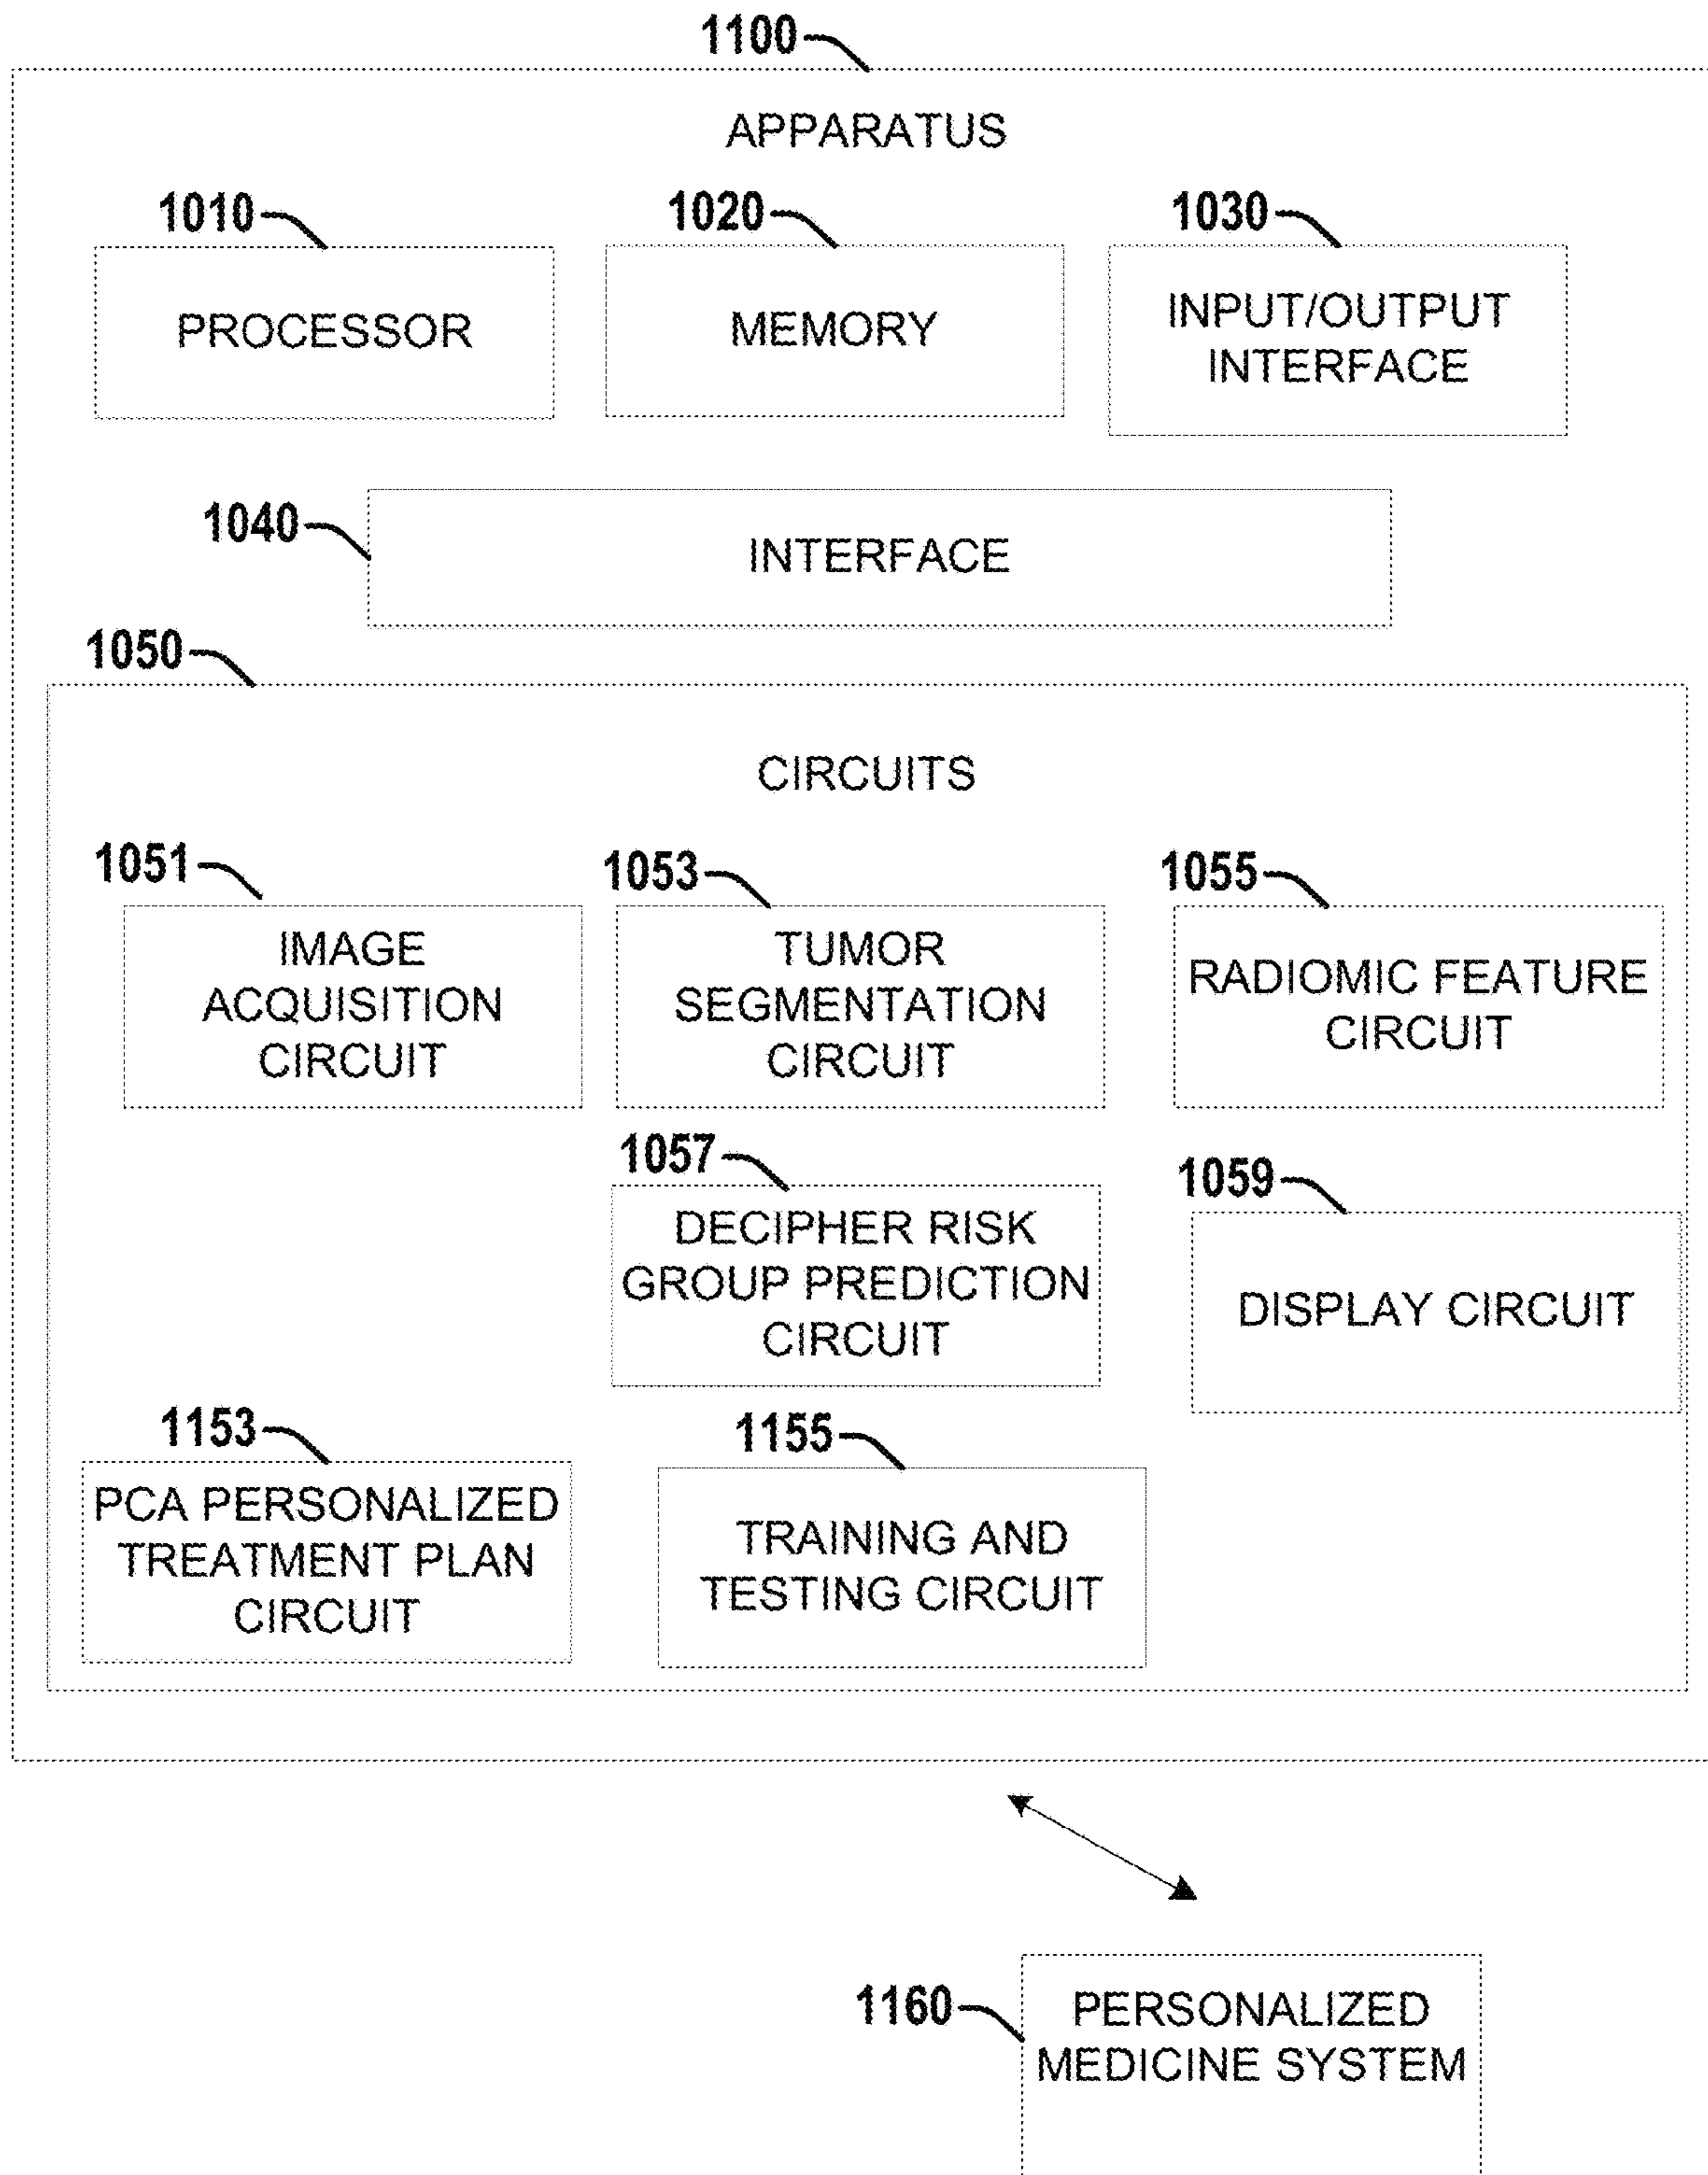 1100
APPARATUS
1010
1020
1030
PROCESSOR
MEMORY
INPUT/OUTPUT
INTERFACE
1040
INTERFACE
1050
CIRCUITS
1051
1053
1055
IMAGE
ACQUISITION
CIRCUIT
TUMOR
SEGMENTATION
CIRCUIT
RADIOMIC FEATURE
CIRCUIT
1057
1059
DECIPHER RISK
GROUP PREDICTION
CIRCUIT
DISPLAY CIRCUIT
1153
1155
PCA PERSONALIZED
TREATMENT PLAN
CIRCUIT
TRAINING AND
TESTING CIRCUIT
1160
PERSONALIZED
MEDICINE SYSTEM